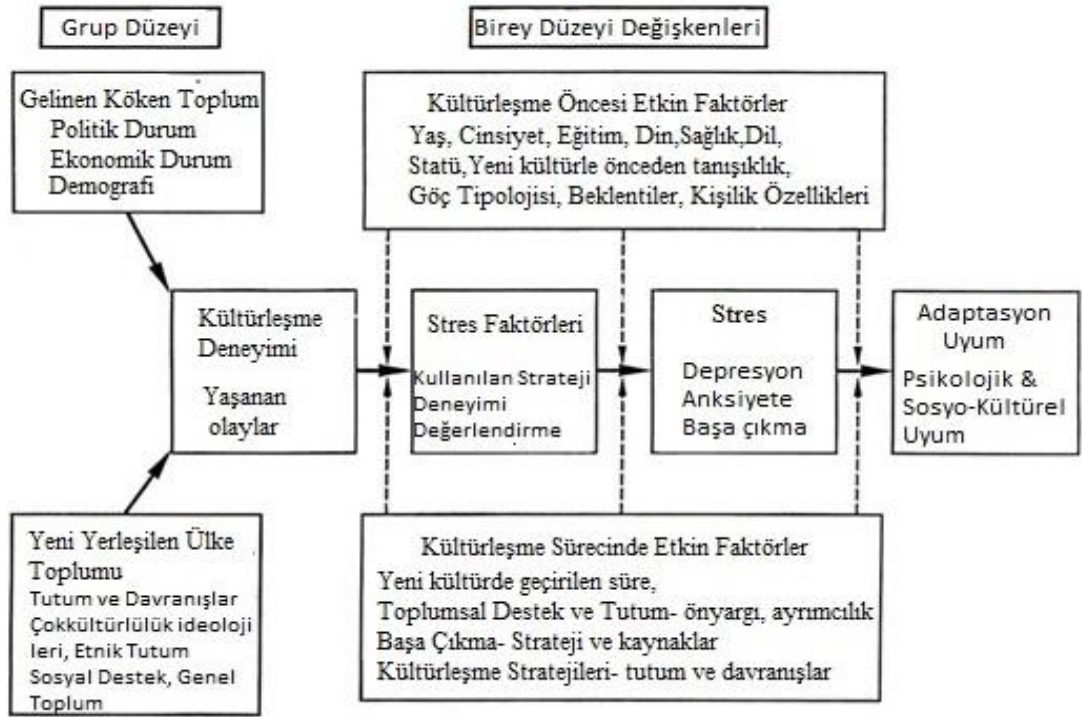 Grup Düzeyi
Birey Düzeyi Değişkenleri
Gelinen Köken Toplum
Politik Durum
Ekonomik Durum
Demografi
Kültürleşme Öncesi Etkin Faktörler
Yaş, Cinsiyet, Eğitim, Din,Sağlık,Dil,
Statü,Yeni kültürle önceden tanışıklık,
Göç Tipolojisi, Beklentiler, Kişilik Özellikleri
Kültürleşme
Deneyimi
Yaşanan
olaylar
Stres Faktörleri
Kullanılan Strateji
Deneyimi
Değerlendirme
Stres
Depresyon
Anksiyete
Başa çıkma
Adaptasyon
Uyum
Psikolojik &
Sosyo-Kültürel
Uyum
Yeni Yerleşilen Ülke
Toplumu
Tutum ve Davranışlar
Çokkültürlülük ideoloji
leri, Etnik Tutum
Sosyal Destek, Genel
Toplum
Kültürleşme Sürecinde Etkin Faktörler
Yeni kültürde geçirilen süre,
Toplumsal Destek ve Tutum- önyargı, ayrımcılık
Başa Çıkma- Strateji ve kaynaklar
Kültürleşme Stratejileri- tutum ve davranışlar